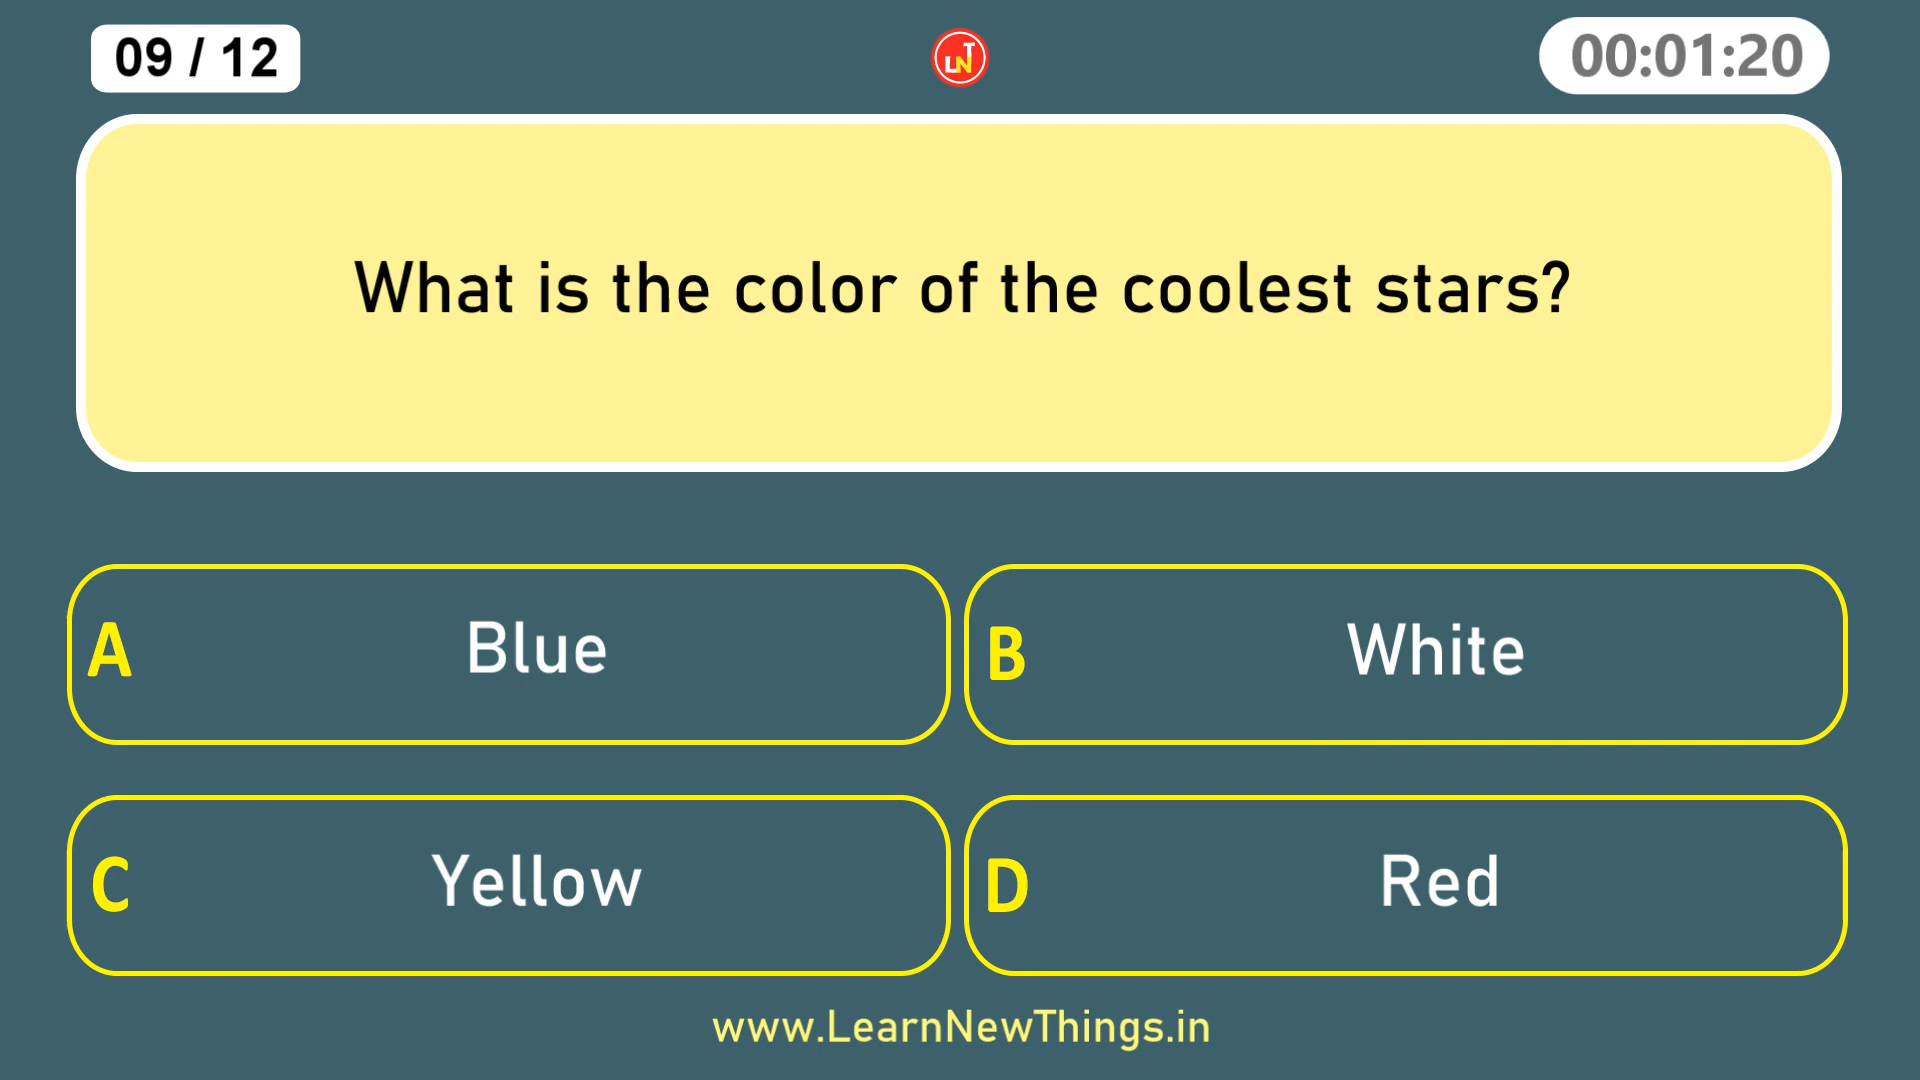 09 / 12
LNT
00:01:20
What is the color of the coolest stars?
A Blue
B White
C Yellow
D Red
www.LearnNewThings.in